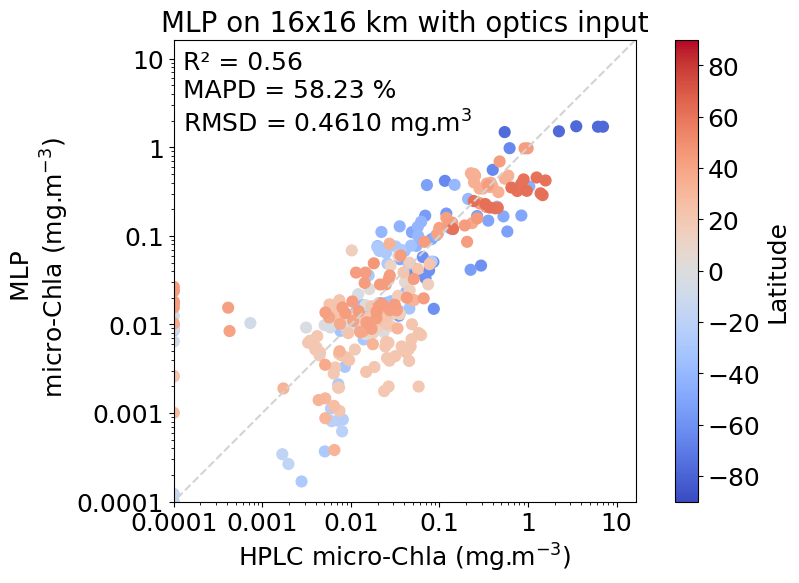 MLP on 16x16 km with optics input
R² = 0.56
MAPD = 58.23 %
RMSD = 0.4610 mg.m³
10
1
0.1
0.01
0.001
0.0001
MLP
micro-Chla (mg.m⁻³)
0.0001 0.001 0.01 0.1 1 10
HPLC micro-Chla (mg.m⁻³)
80
60
40
20
0
−20
−40
−60
−80
Latitude